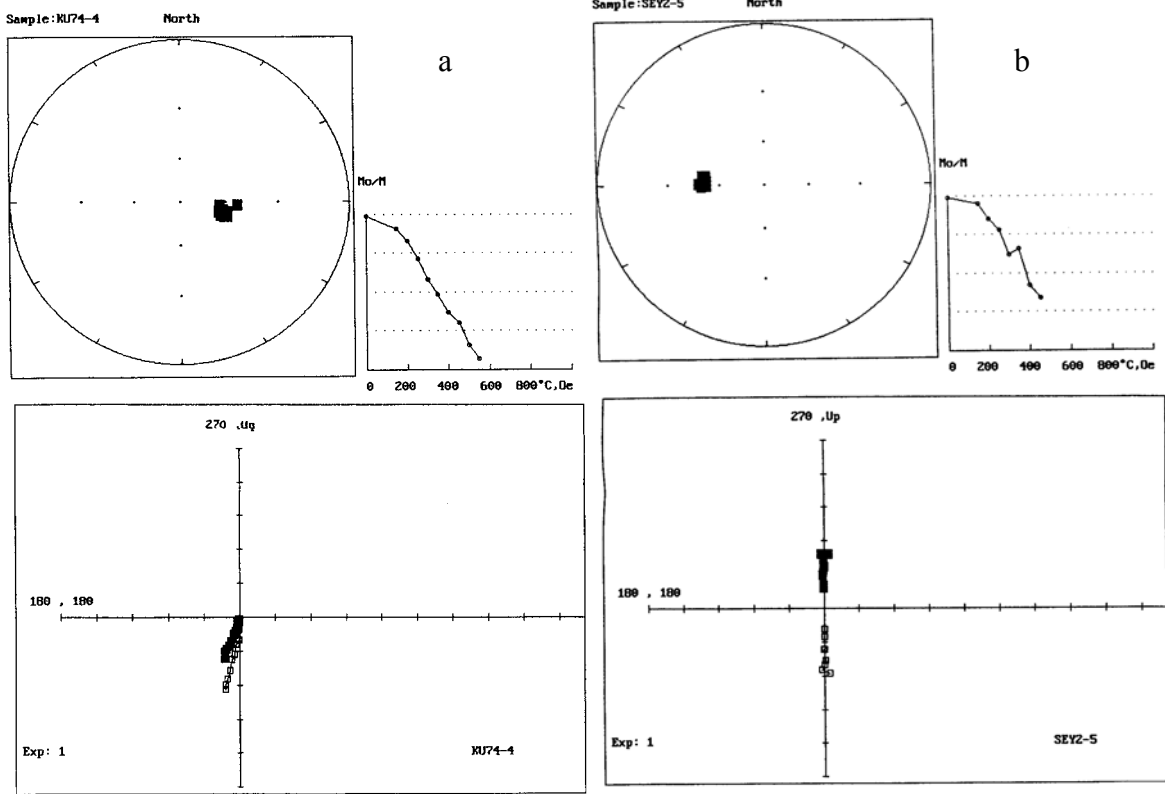 Sample:KU74-4 North
a
Mo/M
0 200 400 600 800°C,Oe
270 ,Up
180 , 180
Exp: 1
KU74-4
Sample:SEY2-5 North
b
Mo/M
0 200 400 600 800°C,Oe
270 ,Up
180 , 180
Exp: 1
SEY2-5